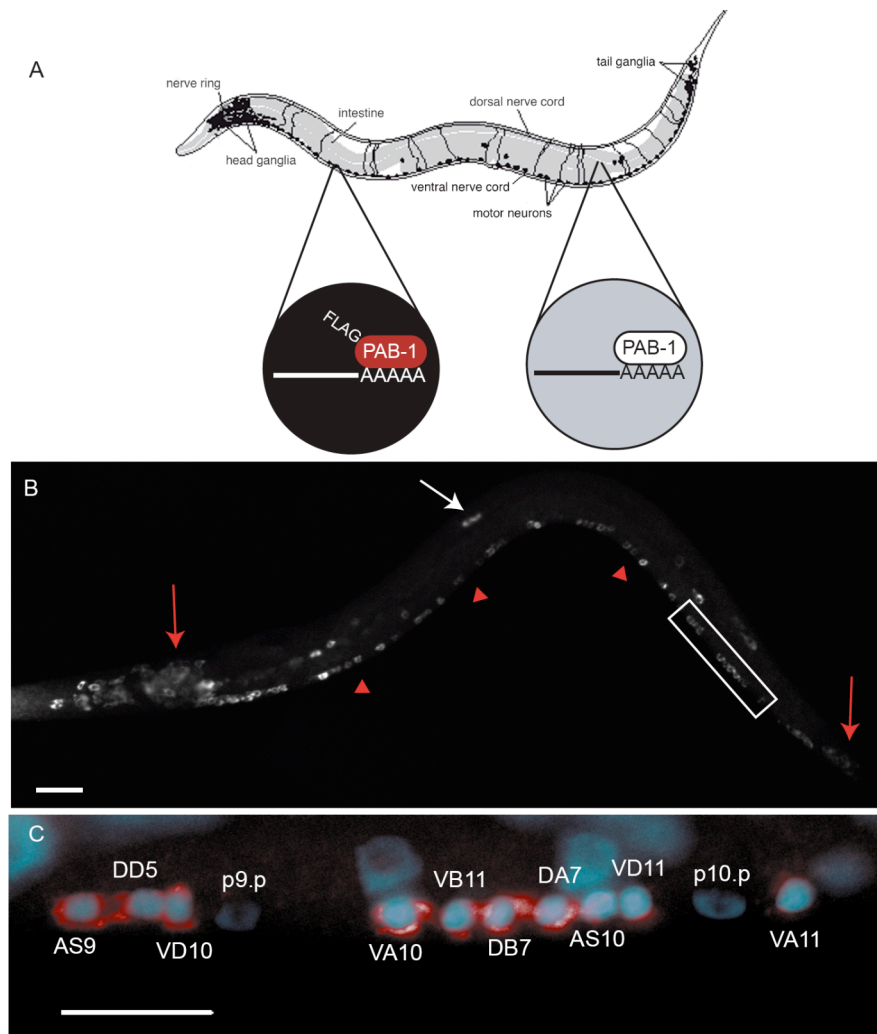 A
tail ganglia
nerve ring
dorsal nerve cord
intestine
head ganglia
ventral nerve cord
motor neurons
FLAG
PAB-1
AAAAA
PAB-1
AAAAA
B
C
DD5
p9.p
VB11
DA7
VD11
p10.p
AS9
VD10
VA10
DB7
AS10
VA11